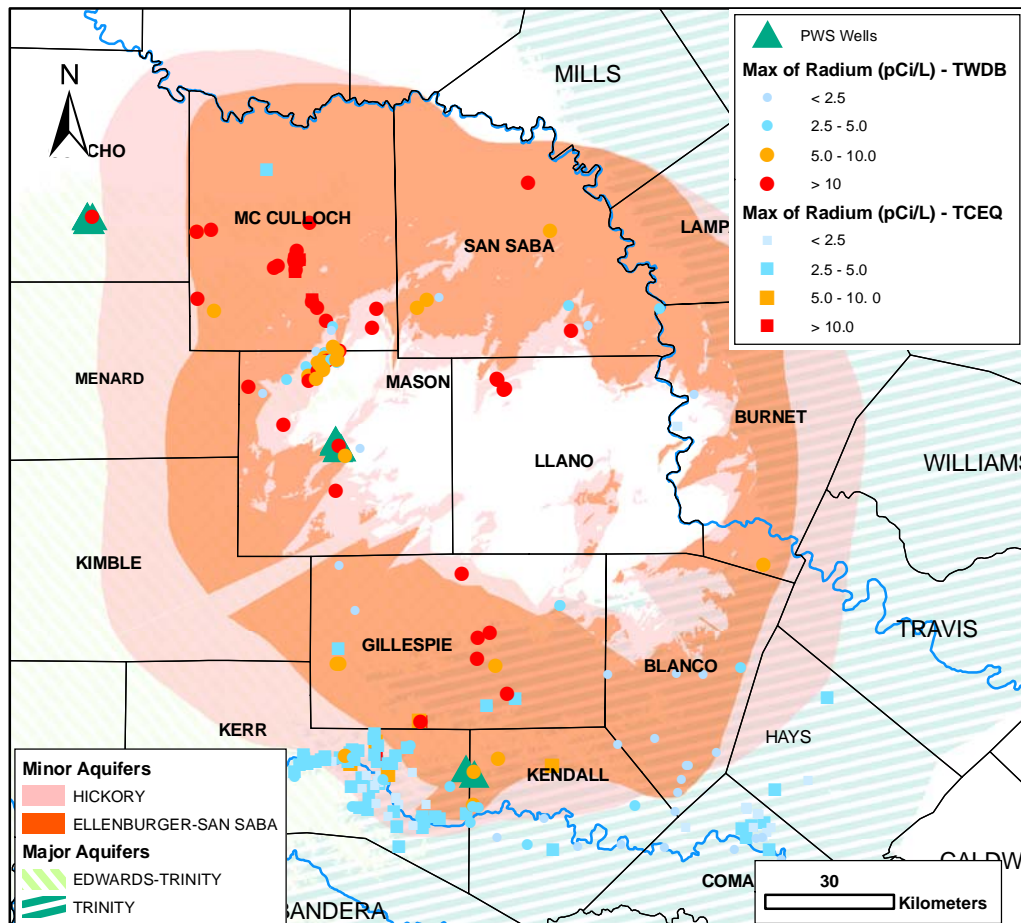 MILLS
N
CHO
MC CULLOCH
SAN SABA
LAMP
MENARD
MASON
BURNET
LLANO
WILLIAMS
KIMBLE
TRAVIS
GILLESPIE
BLANCO
KERR
HAYS
KENDALL
CALDW
COMA
BANDERA
PWS Wells
Max of Radium (pCi/L) - TWDB
< 2.5
2.5 - 5.0
5.0 - 10.0
> 10
Max of Radium (pCi/L) - TCEQ
< 2.5
2.5 - 5.0
5.0 - 10. 0
> 10.0
Minor Aquifers
HICKORY
ELLENBURGER-SAN SABA
Major Aquifers
EDWARDS-TRINITY
TRINITY
30
Kilometers